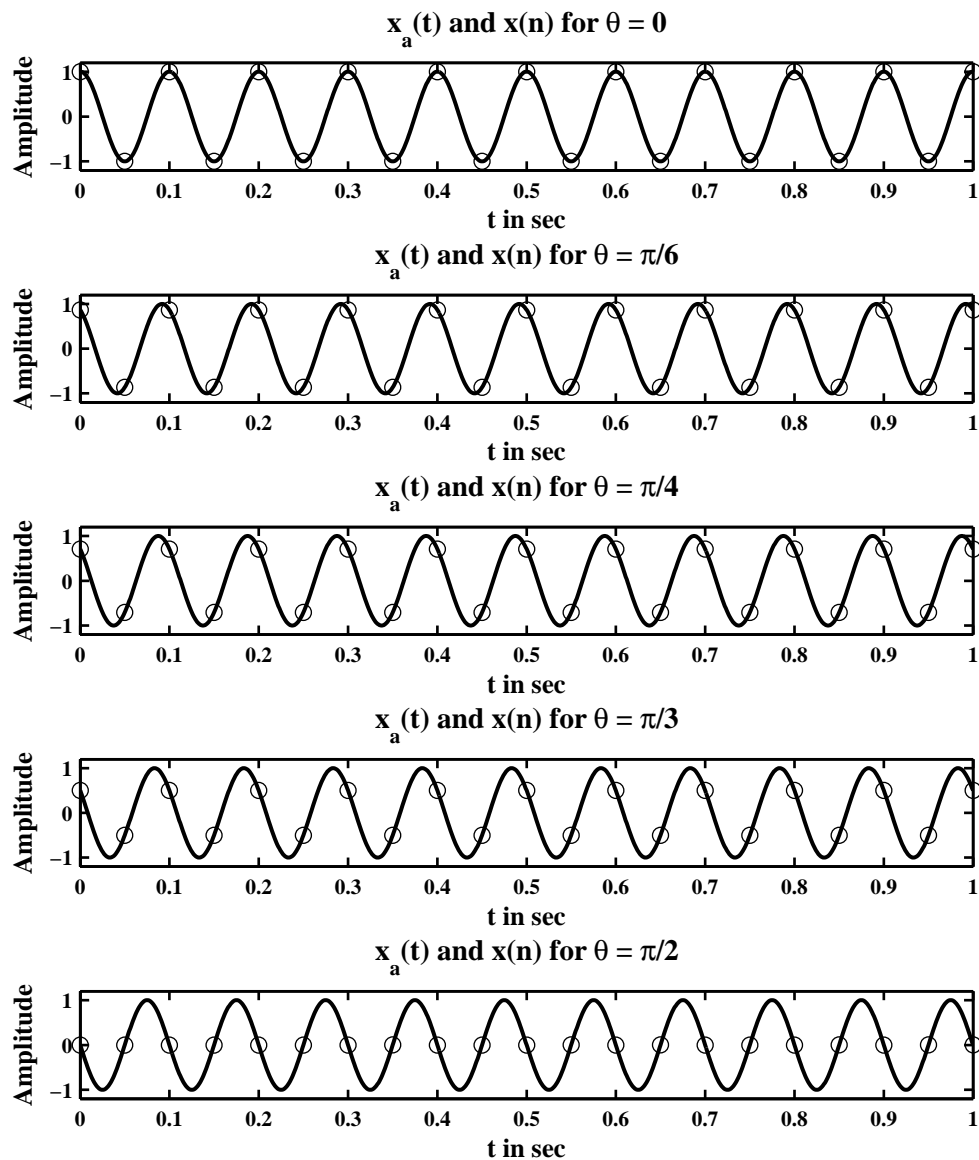 x_a(t) and x(n) for θ = 0
Amplitude
1
0
−1
0 0.1 0.2 0.3 0.4 0.5 0.6 0.7 0.8 0.9 1
t in sec
x_a(t) and x(n) for θ = π/6
Amplitude
1
0
−1
0 0.1 0.2 0.3 0.4 0.5 0.6 0.7 0.8 0.9 1
t in sec
x_a(t) and x(n) for θ = π/4
Amplitude
1
0
−1
0 0.1 0.2 0.3 0.4 0.5 0.6 0.7 0.8 0.9 1
t in sec
x_a(t) and x(n) for θ = π/3
Amplitude
1
0
−1
0 0.1 0.2 0.3 0.4 0.5 0.6 0.7 0.8 0.9 1
t in sec
x_a(t) and x(n) for θ = π/2
Amplitude
1
0
−1
0 0.1 0.2 0.3 0.4 0.5 0.6 0.7 0.8 0.9 1
t in sec